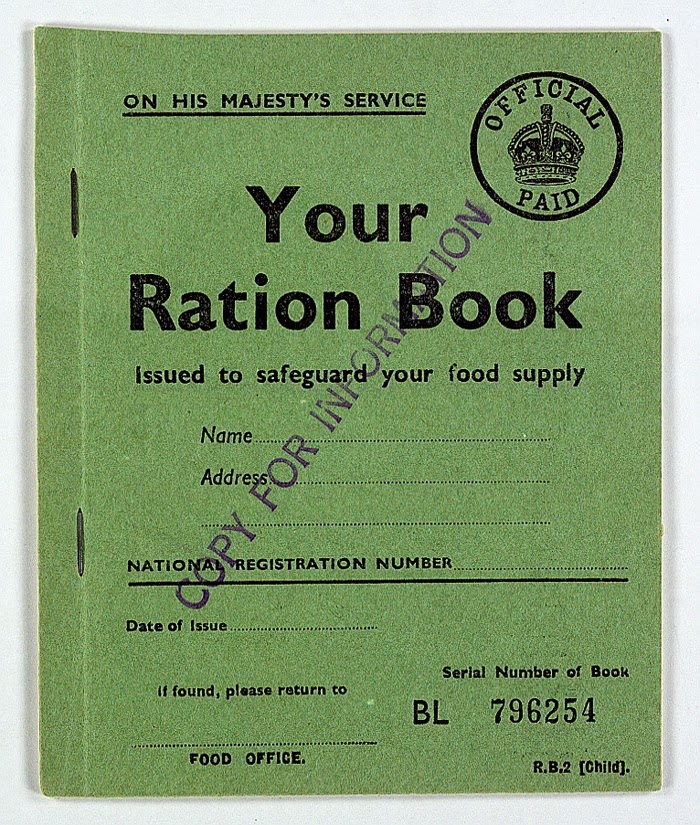 ON HIS MAJESTY'S SERVICE
OFFICIAL
PAID
Your
Ration Book
Issued to safeguard your food supply
COPY FOR INFORMATION
Name
Address
NATIONAL REGISTRATION NUMBER
Date of Issue
Serial Number of Book
If found, please return to
BL 796254
FOOD OFFICE.
R.B.2 [Child].